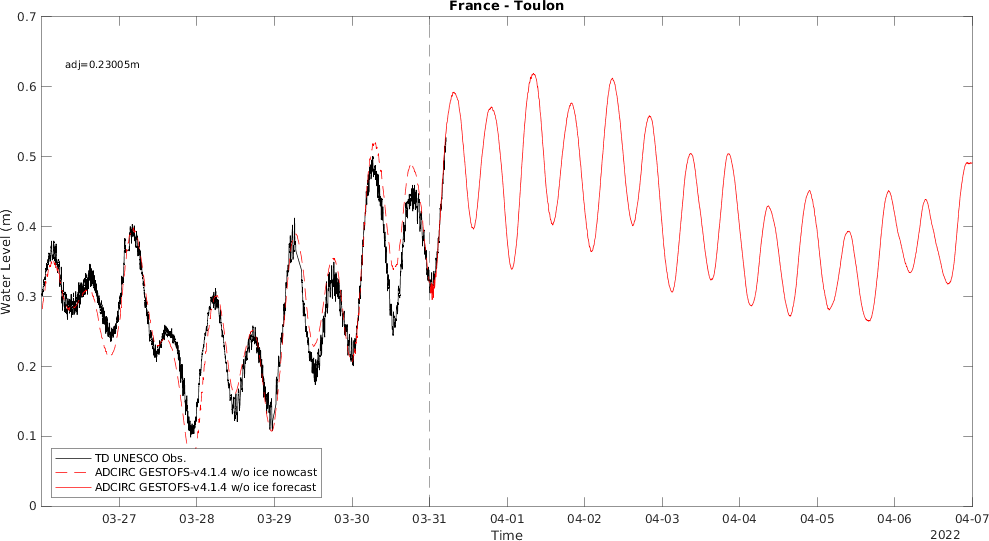 France - Toulon
0.7
0.6
0.5
0.4
0.3
0.2
0.1
0
Water Level (m)
adj=0.23005m
TD UNESCO Obs.
ADCIRC GESTOFS-v4.1.4 w/o ice nowcast
ADCIRC GESTOFS-v4.1.4 w/o ice forecast
03-27 03-28 03-29 03-30 03-31 04-01 04-02 04-03 04-04 04-05 04-06 04-07
Time
2022